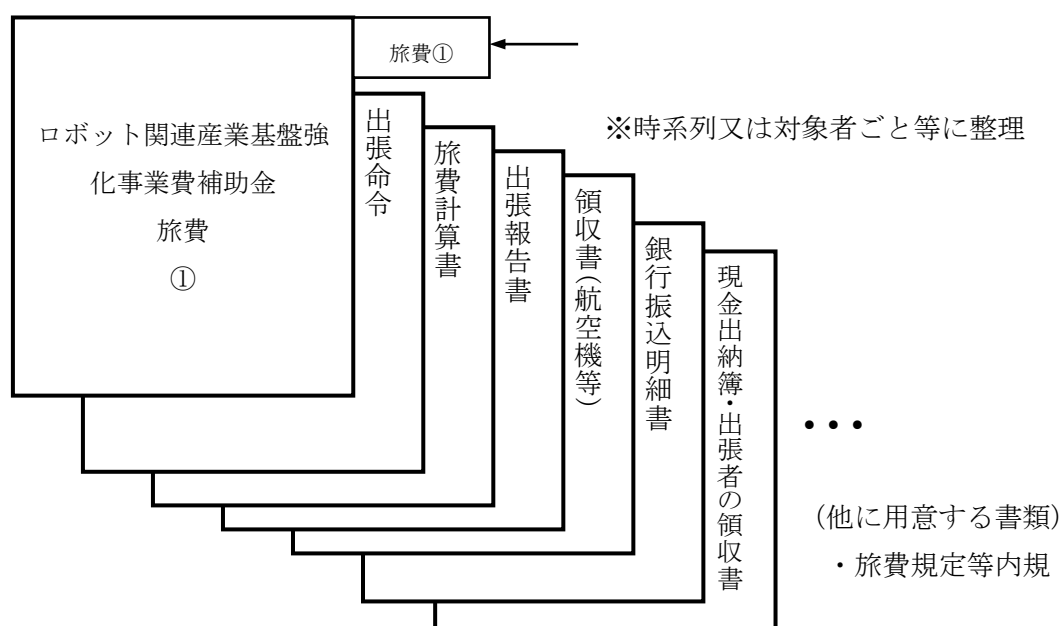 旅費①
ロボット関連産業基盤強
化事業費補助金
旅費
①
※時系列又は対象者ごと等に整理
出張命令
旅費計算書
出張報告書
領収書(航空機等)
銀行振込明細書
現金出納簿・出張者の領収書
・・・
(他に用意する書類)
・旅費規定等内規